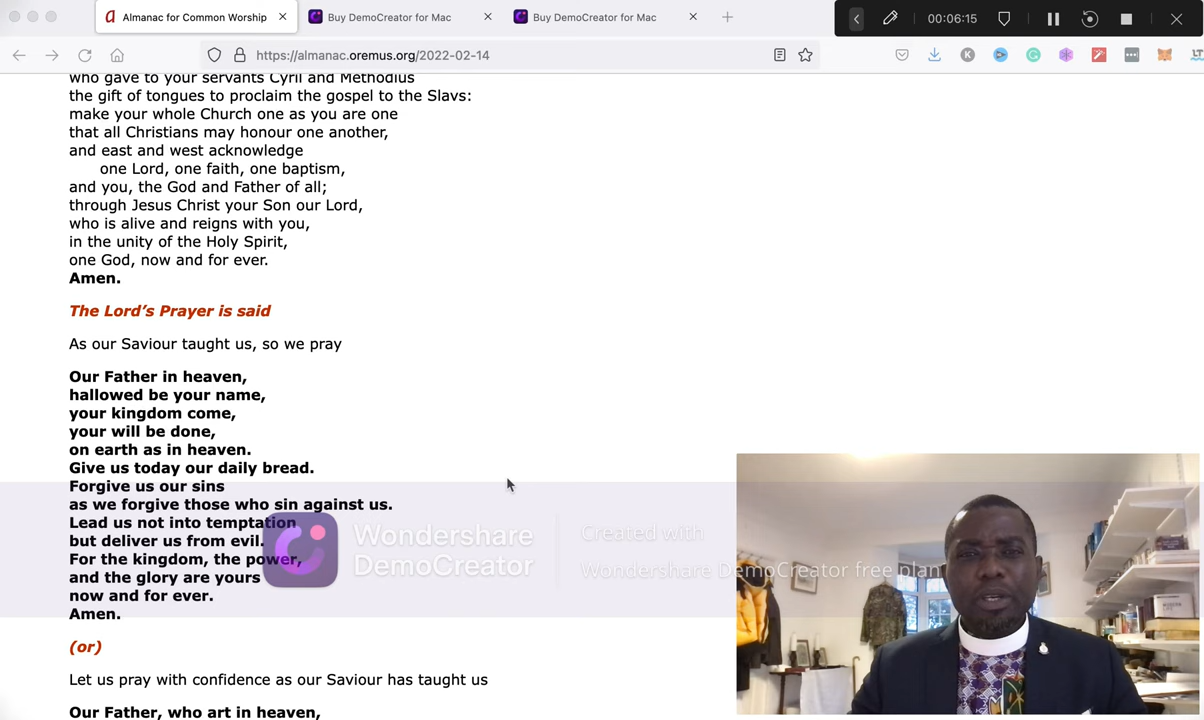 Almanac for Common Worship
Buy DemoCreator for Mac
Buy DemoCreator for Mac
00:06:15
https://almanac.oremus.org/2022-02-14
K
LT
who gave to your servants Cyril and Methodius
the gift of tongues to proclaim the gospel to the Slavs:
make your whole Church one as you are one
that all Christians may honour one another,
and east and west acknowledge
one Lord, one faith, one baptism,
and you, the God and Father of all;
through Jesus Christ your Son our Lord,
who is alive and reigns with you,
in the unity of the Holy Spirit,
one God, now and for ever.
Amen.
The Lord's Prayer is said
As our Saviour taught us, so we pray
Our Father in heaven,
hallowed be your name,
your kingdom come,
your will be done,
on earth as in heaven.
Give us today our daily bread.
Forgive us our sins
as we forgive those who sin against us.
Lead us not into temptation
but deliver us from evil.
For the kingdom, the power,
and the glory are yours
now and for ever.
Amen.
(or)
Let us pray with confidence as our Saviour has taught us
Our Father, who art in heaven,
Wondershare
DemoCreator
Created with
Wondershare DemoCreator free plan